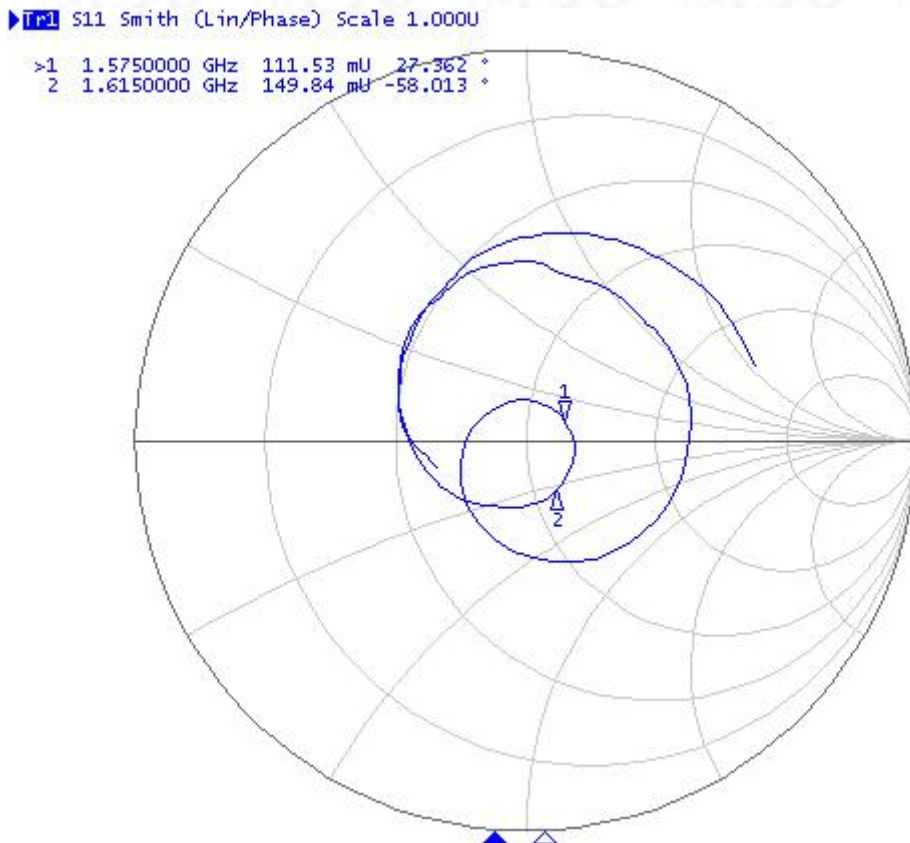 Tr1 S11 Smith (Lin/Phase) Scale 1.000U
>1 1.5750000 GHz 111.53 mU 27.362 °
2 1.6150000 GHz 149.84 mU -58.013 °
1
2